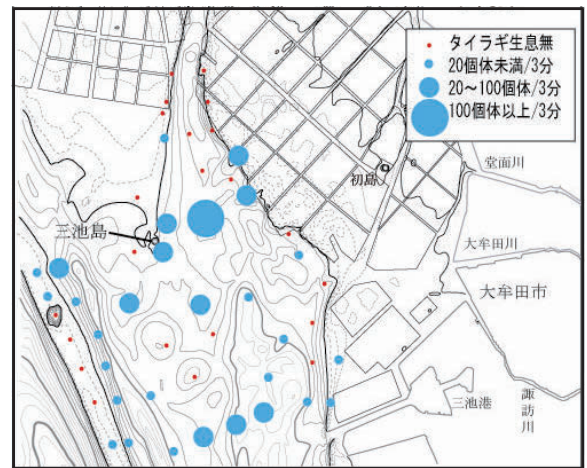 タイラギ生息無
20個体未満/3分
20～100個体/3分
100個体以上/3分
堂面川
初島
三池島
大牟田川
大牟田市
三池港
諏訪川